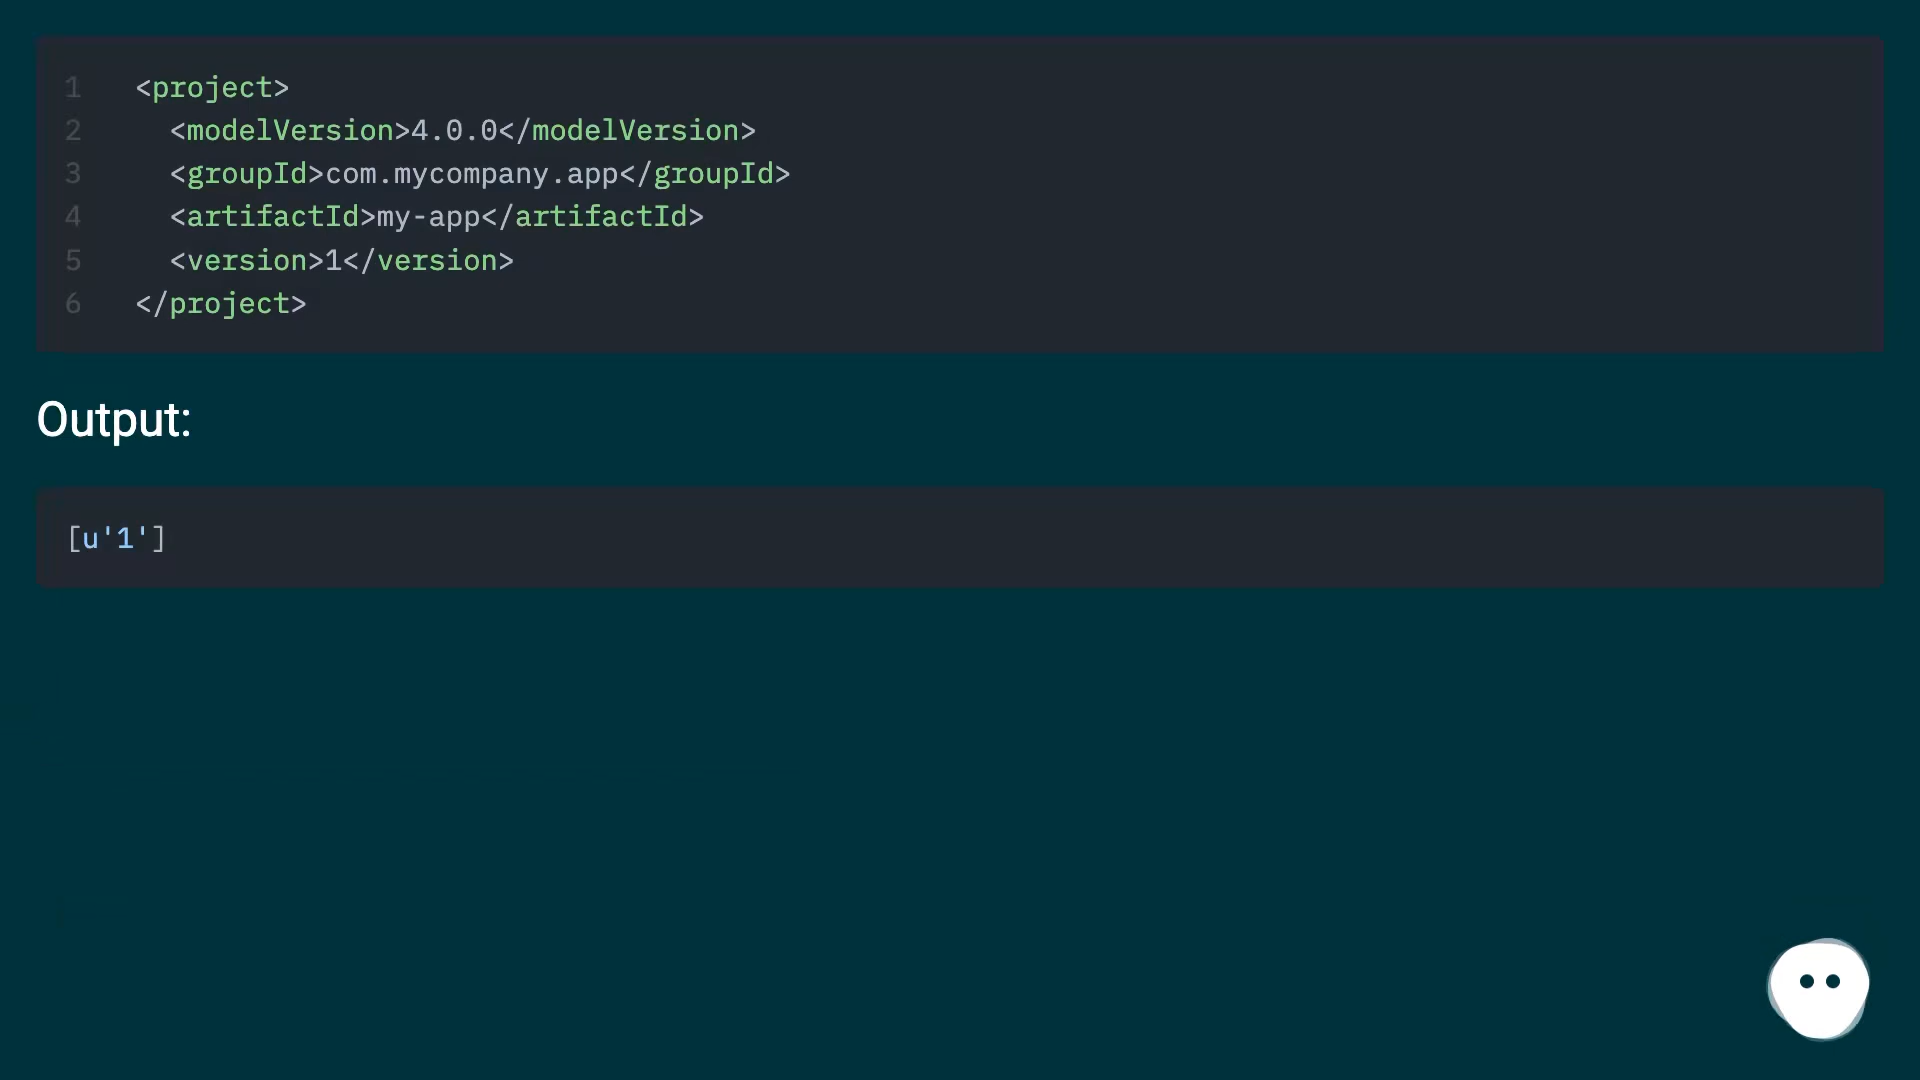 1 <project>
2 <modelVersion>4.0.0</modelVersion>
3 <groupId>com.mycompany.app</groupId>
4 <artifactId>my-app</artifactId>
5 <version>1</version>
6 </project>
Output:
[u'1']